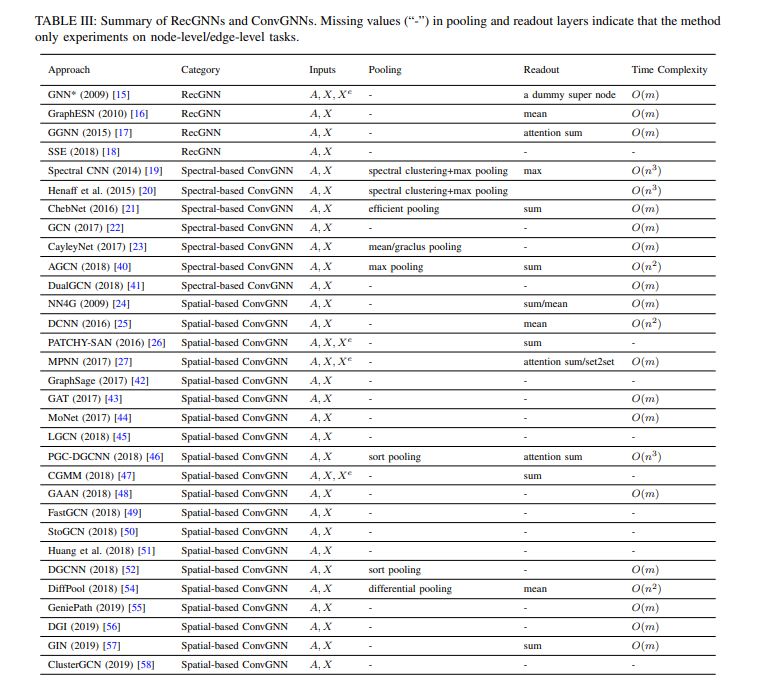 TABLE III: Summary of RecGNNs and ConvGNNs. Missing values (“-”) in pooling and readout layers indicate that the method
only experiments on node-level/edge-level tasks.
Approach Category Inputs Pooling Readout Time Complexity
GNN* (2009) [15] RecGNN A, X, Xᵉ - a dummy super node O(m)
GraphESN (2010) [16] RecGNN A, X - mean O(m)
GGNN (2015) [17] RecGNN A, X - attention sum O(m)
SSE (2018) [18] RecGNN A, X - - -
Spectral CNN (2014) [19] Spectral-based ConvGNN A, X spectral clustering+max pooling max O(n³)
Henaff et al. (2015) [20] Spectral-based ConvGNN A, X spectral clustering+max pooling O(n³)
ChebNet (2016) [21] Spectral-based ConvGNN A, X efficient pooling sum O(m)
GCN (2017) [22] Spectral-based ConvGNN A, X - - O(m)
CayleyNet (2017) [23] Spectral-based ConvGNN A, X mean/graclus pooling - O(m)
AGCN (2018) [40] Spectral-based ConvGNN A, X max pooling sum O(n²)
DualGCN (2018) [41] Spectral-based ConvGNN A, X - - O(m)
NN4G (2009) [24] Spatial-based ConvGNN A, X - sum/mean O(m)
DCNN (2016) [25] Spatial-based ConvGNN A, X - mean O(n²)
PATCHY-SAN (2016) [26] Spatial-based ConvGNN A, X, Xᵉ - sum -
MPNN (2017) [27] Spatial-based ConvGNN A, X, Xᵉ - attention sum/set2set O(m)
GraphSage (2017) [42] Spatial-based ConvGNN A, X - - -
GAT (2017) [43] Spatial-based ConvGNN A, X - - O(m)
MoNet (2017) [44] Spatial-based ConvGNN A, X - - O(m)
LGCN (2018) [45] Spatial-based ConvGNN A, X - - -
PGC-DGCNN (2018) [46] Spatial-based ConvGNN A, X sort pooling attention sum O(n³)
CGMM (2018) [47] Spatial-based ConvGNN A, X, Xᵉ - sum -
GAAN (2018) [48] Spatial-based ConvGNN A, X - - O(m)
FastGCN (2018) [49] Spatial-based ConvGNN A, X - - -
StoGCN (2018) [50] Spatial-based ConvGNN A, X - - -
Huang et al. (2018) [51] Spatial-based ConvGNN A, X - - -
DGCNN (2018) [52] Spatial-based ConvGNN A, X sort pooling - O(m)
DiffPool (2018) [54] Spatial-based ConvGNN A, X differential pooling mean O(n²)
GeniePath (2019) [55] Spatial-based ConvGNN A, X - - O(m)
DGI (2019) [56] Spatial-based ConvGNN A, X - - O(m)
GIN (2019) [57] Spatial-based ConvGNN A, X - sum O(m)
ClusterGCN (2019) [58] Spatial-based ConvGNN A, X - - -